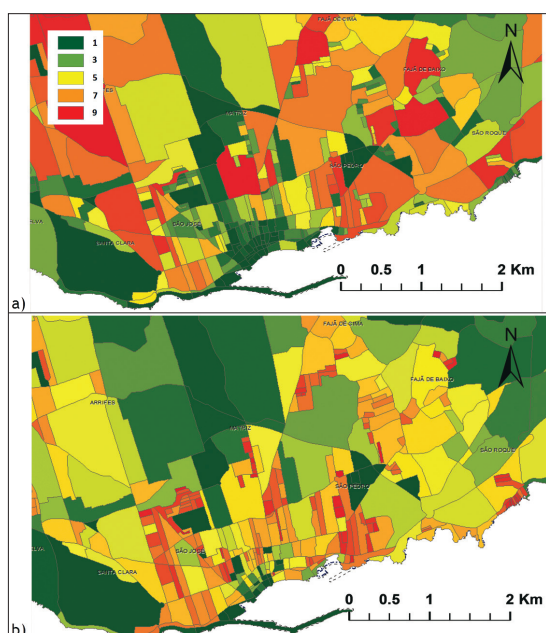 FAJÃ DE CIMA
N
1
3
5
7
9
FAJÃ DE BAIXO
MATRIZ
SÃO ROQUE
SÃO PEDRO
SÃO JOSÉ
SANTA CLARA
0 0.5 1 2 Km
a)
FAJÃ DE CIMA
N
FAJÃ DE BAIXO
ARRIFES
MATRIZ
SÃO ROQUE
SÃO PEDRO
SÃO JOSÉ
SANTA CLARA
0 0.5 1 2 Km
b)